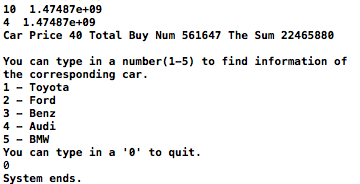 10 1.47487e+09
4 1.47487e+09
Car Price 40 Total Buy Num 561647 The Sum 22465880
You can type in a number(1-5) to find information of
the corresponding car.
1 - Toyota
2 - Ford
3 - Benz
4 - Audi
5 - BMW
You can type in a '0' to quit.
0
System ends.